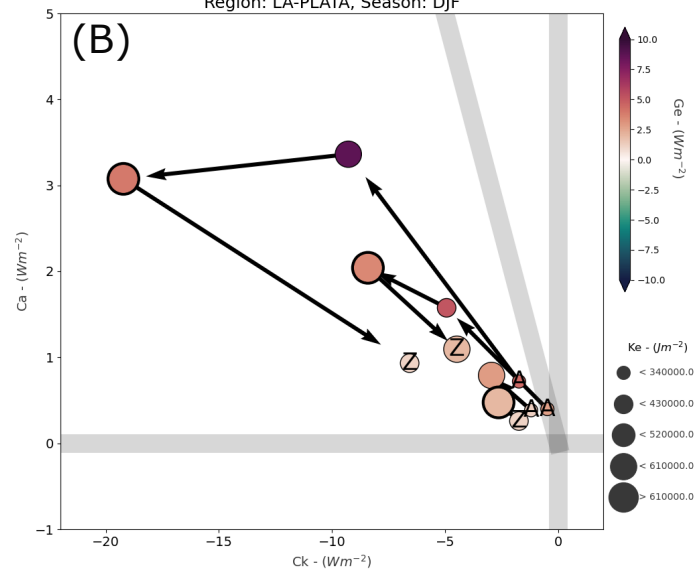 Region: LA-PLATA, Season: DJF
(B)
5
4
3
2
1
0
−1
Ca - (Wm⁻²)
−20
−15
−10
−5
0
Ck - (Wm⁻²)
Z
Z
Z
A
A
A
10.0
7.5
5.0
2.5
0.0
−2.5
−5.0
−7.5
−10.0
Ge - (Wm⁻²)
Ke - (Jm⁻²)
< 340000.0
< 430000.0
< 520000.0
< 610000.0
> 610000.0